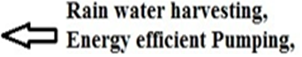 Rain water harvesting,
Energy efficient Pumping,